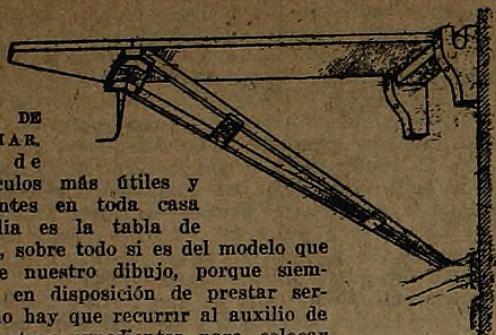 DE
IAR.
de
culos más útiles y
ntes en toda casa
lia es la tabla de
, sobre todo si es del modelo que
e nuestro dibujo, porque siem-
en disposición de prestar ser-
lo hay que recurrir al auxilio de